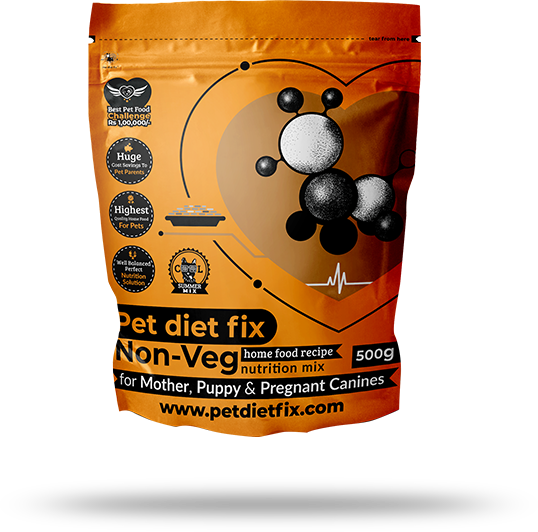 tear from here
Best Pet Food
Challenge
Rs 1,00,000/-
Huge
Cost Savings To
Pet Parents
Highest
Quality Home Food
For Pets
Well Balanced
Perfect
Nutrition
Solution
COOL
SUMMER
MIX
Pet diet fix
Non-Veg
home food recipe
nutrition mix
500g
for Mother, Puppy & Pregnant Canines
www.petdietfix.com